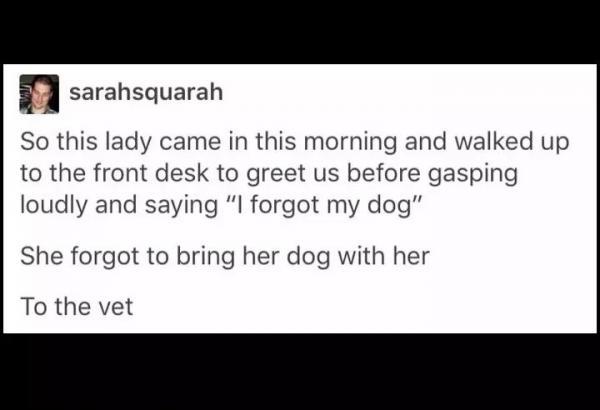 sarahsquarah
So this lady came in this morning and walked up
to the front desk to greet us before gasping
loudly and saying “I forgot my dog”
She forgot to bring her dog with her
To the vet